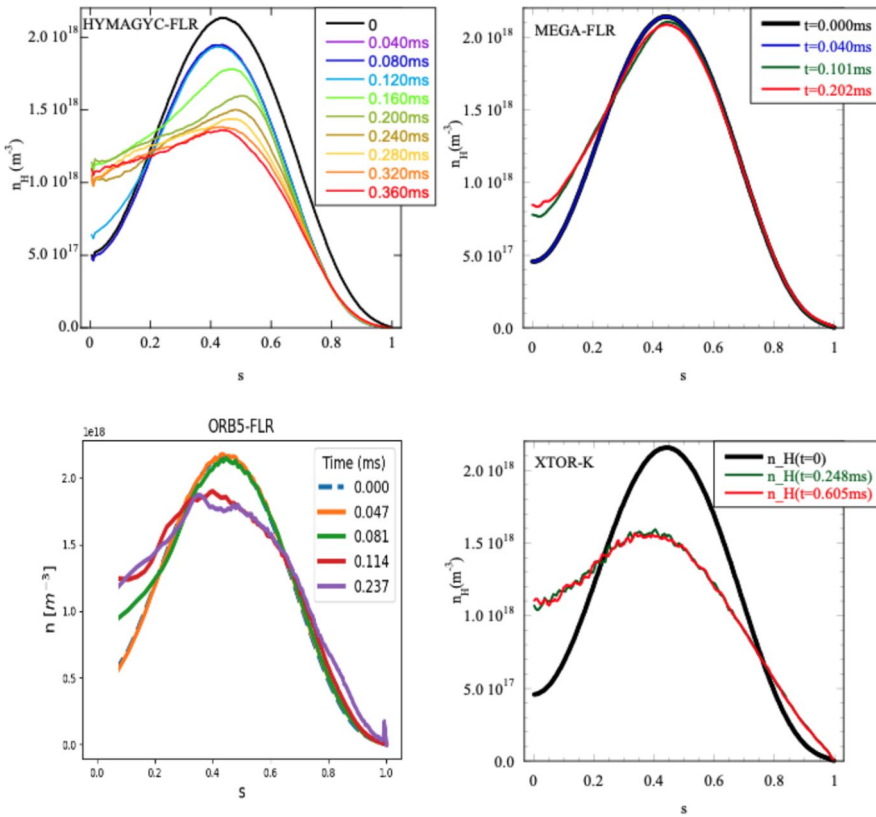 HYMAGYC-FLR
0
0.040ms
0.080ms
0.120ms
0.160ms
0.200ms
0.240ms
0.280ms
0.320ms
0.360ms
2.0 10^18
1.5 10^18
1.0 10^18
5.0 10^17
0.0
n_H (m^-3)
0 0.2 0.4 0.6 0.8 1
s
MEGA-FLR
t=0.000ms
t=0.040ms
t=0.101ms
t=0.202ms
2.0 10^18
1.5 10^18
1.0 10^18
5.0 10^17
0.0
n_H (m^-3)
0 0.2 0.4 0.6 0.8 1
s
ORB5-FLR
1e18
Time (ms)
0.000
0.047
0.081
0.114
0.237
2.0
1.5
1.0
0.5
0.0
n [m^-3]
0.0 0.2 0.4 0.6 0.8 1.0
s
XTOR-K
n_H(t=0)
n_H(t=0.248ms)
n_H(t=0.605ms)
2.0 10^18
1.5 10^18
1.0 10^18
5.0 10^17
0.0
n_H (m^-3)
0 0.2 0.4 0.6 0.8 1
s